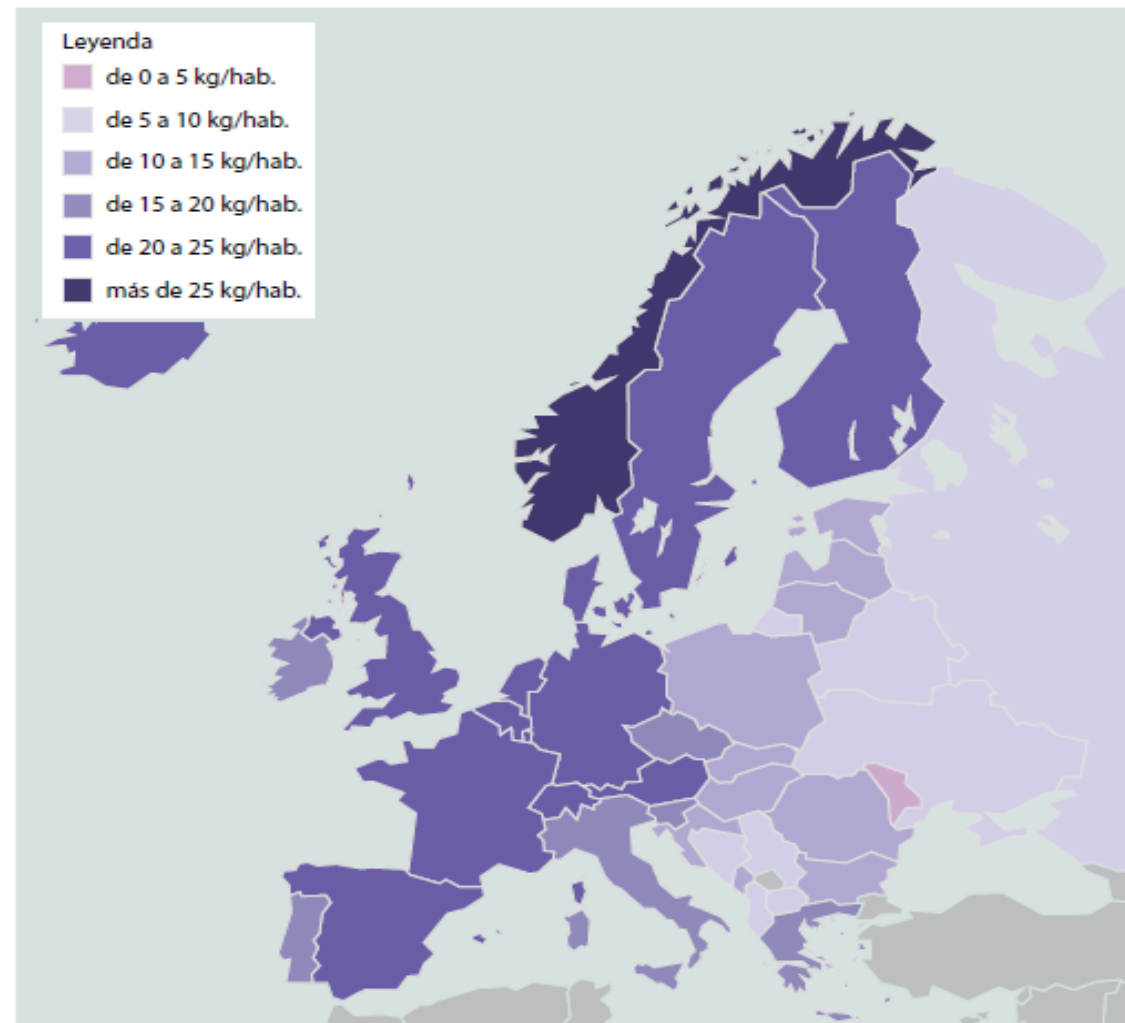 Leyenda
de 0 a 5 kg/hab.
de 5 a 10 kg/hab.
de 10 a 15 kg/hab.
de 15 a 20 kg/hab.
de 20 a 25 kg/hab.
más de 25 kg/hab.